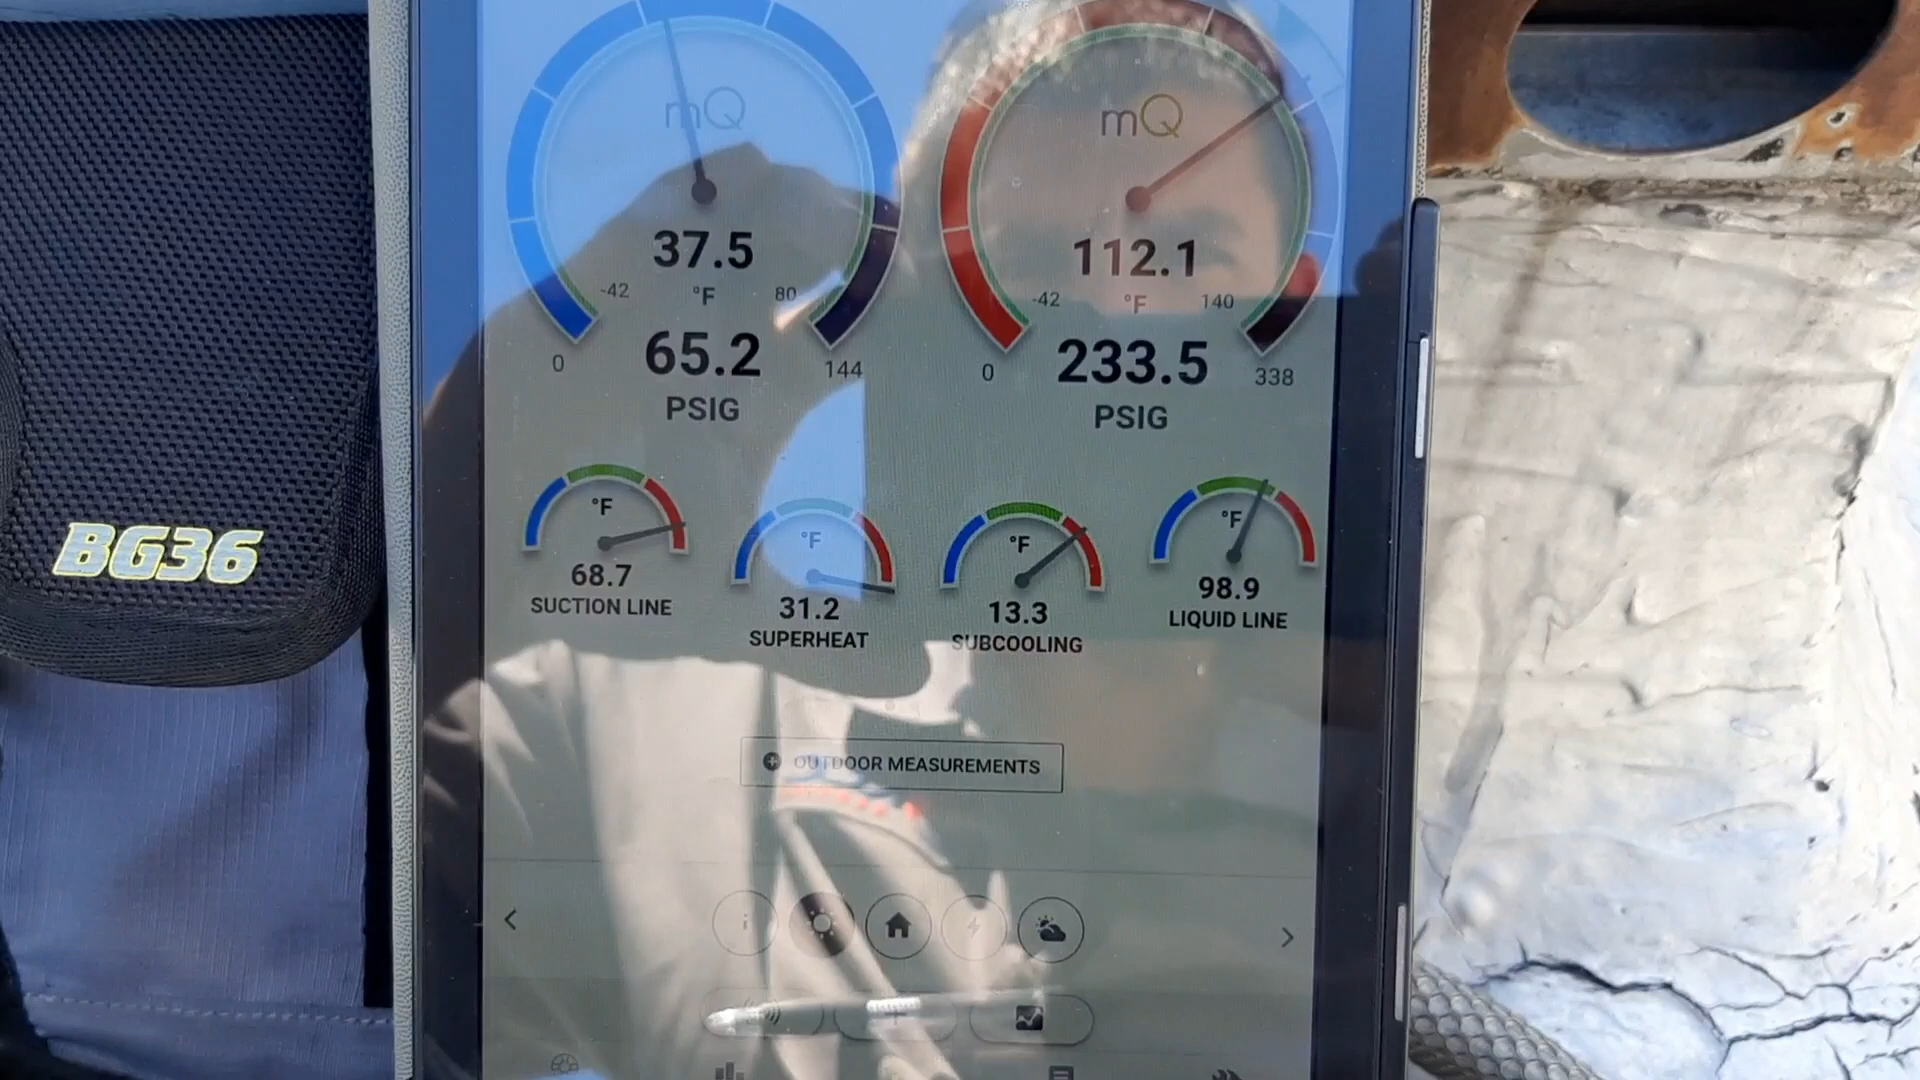 mQ
37.5
-42 °F 80
65.2
0 144
PSIG
mQ
112.1
-42 °F 140
233.5
0 338
PSIG
°F
68.7
SUCTION LINE
°F
31.2
SUPERHEAT
°F
13.3
SUBCOOLING
°F
98.9
LIQUID LINE
BG36
OUTDOOR MEASUREMENTS